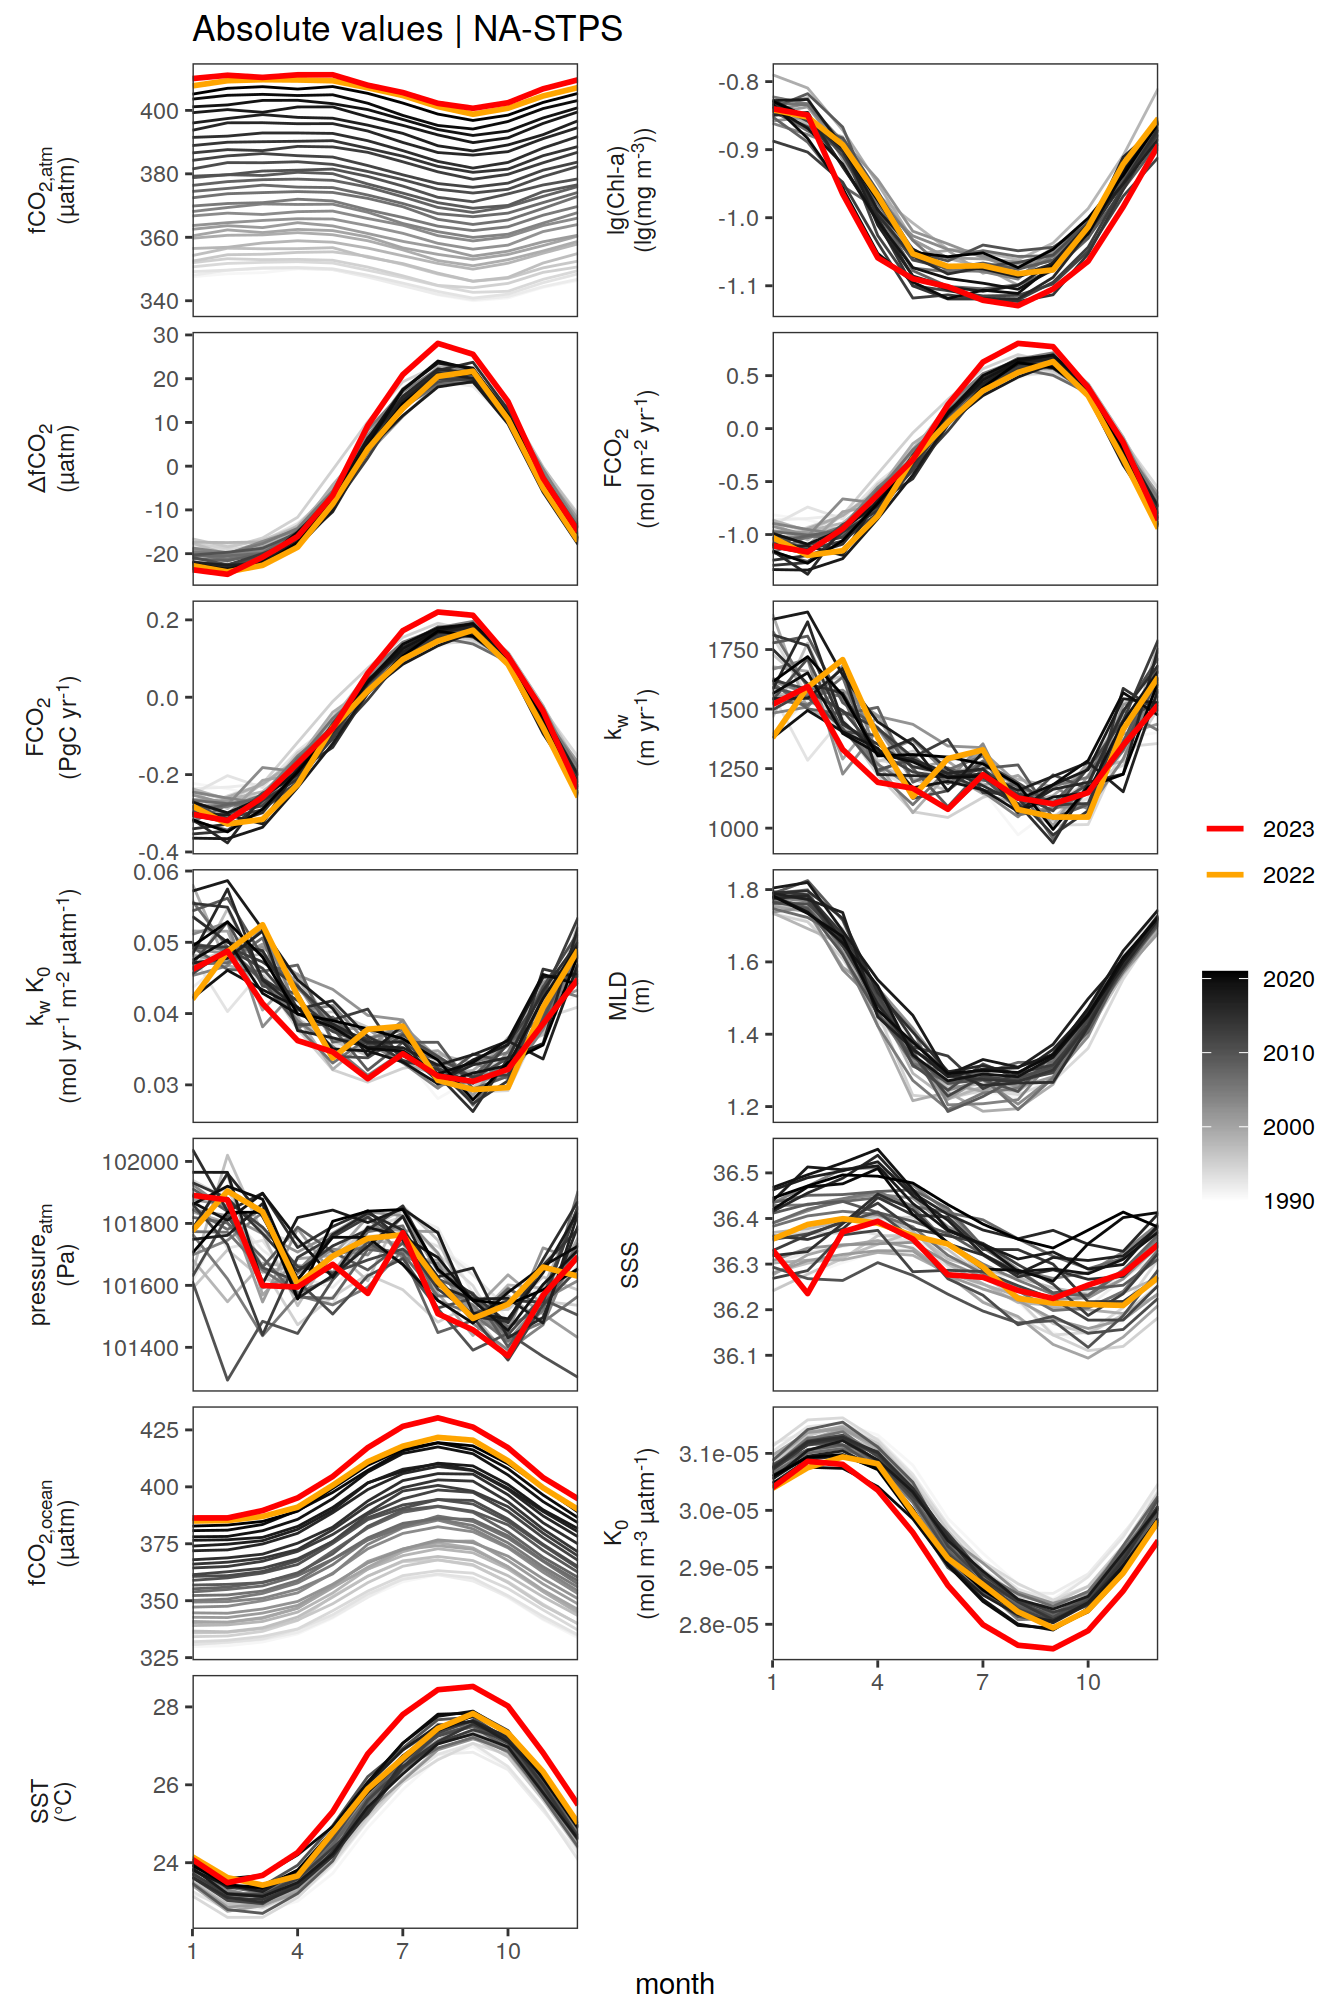 Absolute values | NA-STPS
fCO2,atm
(µatm)
400
380
360
340
lg(Chl-a)
(lg(mg m-3))
-0.8
-0.9
-1.0
-1.1
ΔfCO2
(µatm)
30
20
10
0
-10
-20
FCO2
(mol m-2 yr-1)
0.5
0.0
-0.5
-1.0
FCO2
(PgC yr-1)
0.2
0.0
-0.2
-0.4
kw
(m yr-1)
1750
1500
1250
1000
kw K0
(mol yr-1 m-2 µatm-1)
0.06
0.05
0.04
0.03
MLD
(m)
1.8
1.6
1.4
1.2
pressureatm
(Pa)
102000
101800
101600
101400
SSS
36.5
36.4
36.3
36.2
36.1
fCO2,ocean
(µatm)
425
400
375
350
325
K0
(mol m-3 µatm-1)
3.1e-05
3.0e-05
2.9e-05
2.8e-05
1 4 7 10
SST
(°C)
28
26
24
1 4 7 10
month
2023
2022
2020
2010
2000
1990